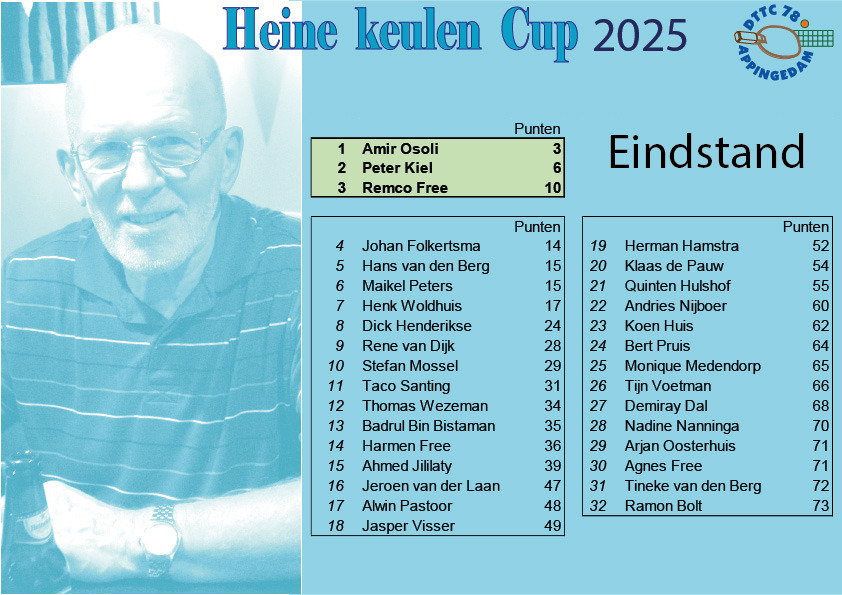 Heine keulen Cup 2025
DTTC 78
APPINGEDAM
Eindstand
Punten
1 Amir Osoli 3
2 Peter Kiel 6
3 Remco Free 10
Punten
4 Johan Folkertsma 14
5 Hans van den Berg 15
6 Maikel Peters 15
7 Henk Woldhuis 17
8 Dick Henderikse 24
9 Rene van Dijk 28
10 Stefan Mossel 29
11 Taco Santing 31
12 Thomas Wezeman 34
13 Badrul Bin Bistaman 35
14 Harmen Free 36
15 Ahmed Jililaty 39
16 Jeroen van der Laan 47
17 Alwin Pastoor 48
18 Jasper Visser 49
Punten
19 Herman Hamstra 52
20 Klaas de Pauw 54
21 Quinten Hulshof 55
22 Andries Nijboer 60
23 Koen Huis 62
24 Bert Pruis 64
25 Monique Medendorp 65
26 Tijn Voetman 66
27 Demiray Dal 68
28 Nadine Nanninga 70
29 Arjan Oosterhuis 71
30 Agnes Free 71
31 Tineke van den Berg 72
32 Ramon Bolt 73